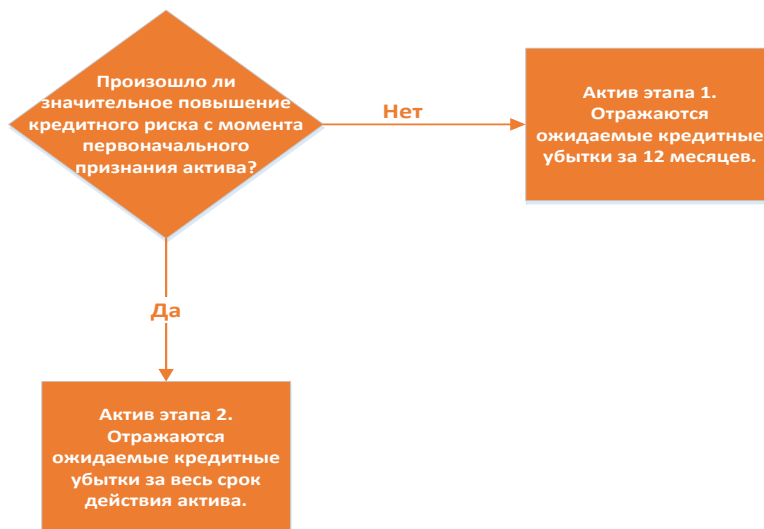 Произошло ли
значительное повышение
кредитного риска с момента
первоначального
признания актива?
Нет
Актив этапа 1.
Отражаются
ожидаемые кредитные
убытки за 12 месяцев.
Да
Актив этапа 2.
Отражаются
ожидаемые кредитные
убытки за весь срок
действия актива.